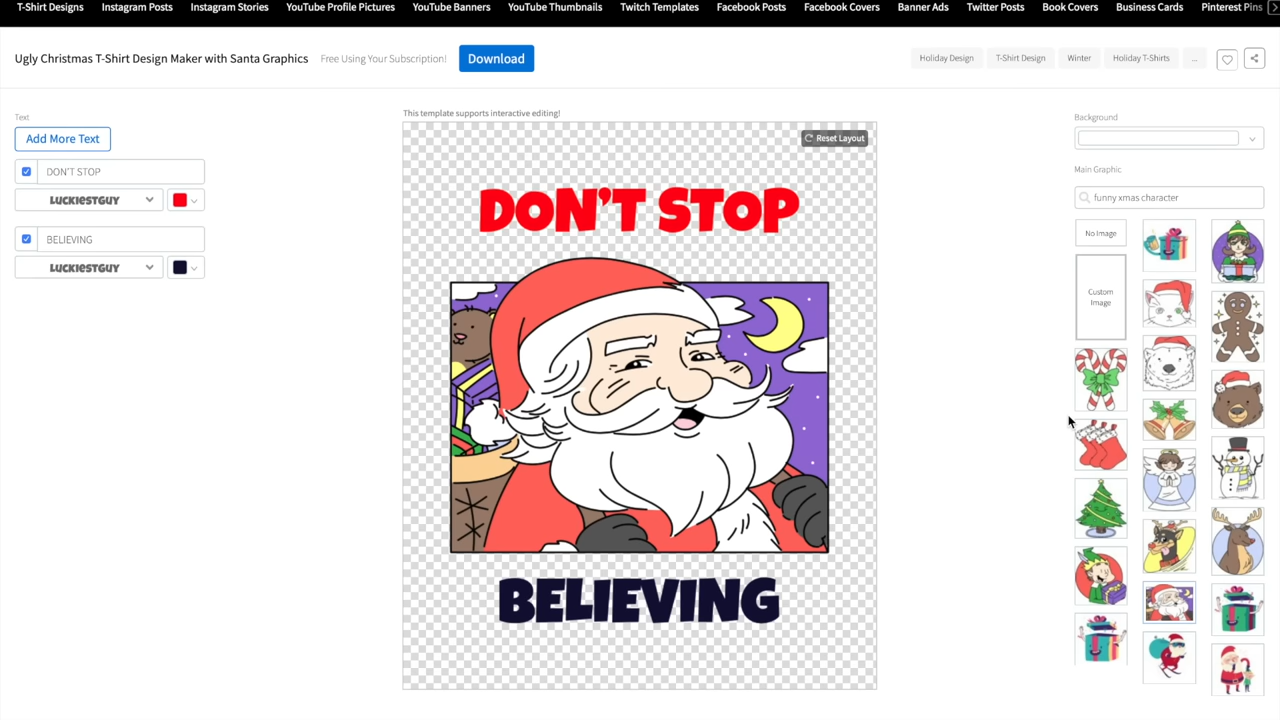 T-Shirt Designs Instagram Posts Instagram Stories YouTube Profile Pictures YouTube Banners YouTube Thumbnails Twitch Templates Facebook Posts Facebook Covers Banner Ads Twitter Posts Book Covers Business Cards Pinterest Pins
Ugly Christmas T-Shirt Design Maker with Santa Graphics Free Using Your Subscription! Download Holiday Design T-Shirt Design Winter Holiday T-Shirts ...
Text
Add More Text
DON'T STOP
LUCKIESTGUY
BELIEVING
LUCKIESTGUY
This template supports interactive editing!
Reset Layout
DON'T STOP
BELIEVING
Background
Main Graphic
funny xmas character
No Image
Custom
Image